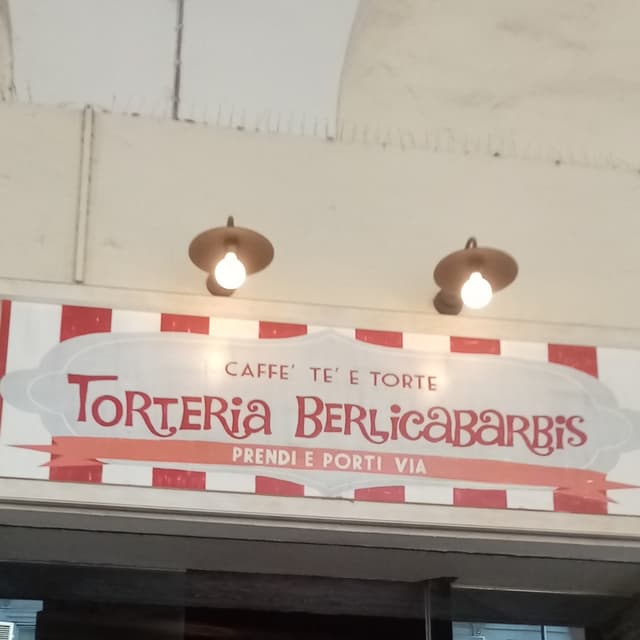 CAFFE' TE' E TORTE
TORTERIA BERLICABARBIS
PRENDI E PORTI VIA